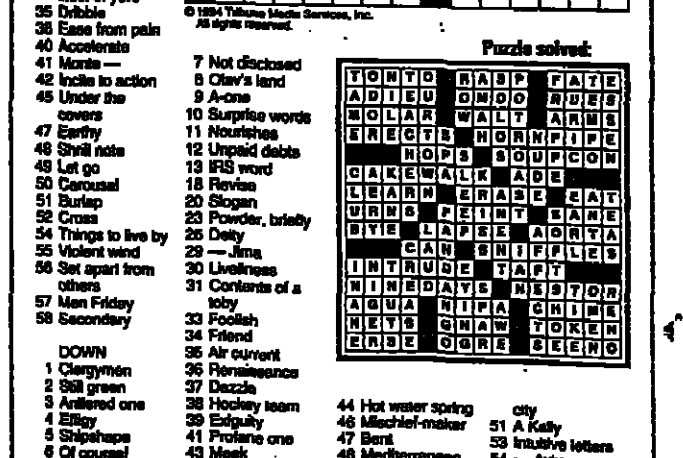 35 Dribble
38 Ease from pain
40 Accelerate
41 Monte —
42 Incite to action
45 Under the
covers
47 Earthy
48 Shrill note
49 Let go
50 Carousal
51 Burlap
52 Cross
54 Things to live by
55 Violent wind
56 Set apart from
others
57 Man Friday
58 Secondary
DOWN
1 Clergymen
2 Still green
3 Antlered one
4 Effigy
5 Shipshape
6 Of course!
© 1994 Tribune Media Services, Inc.
All rights reserved.
7 Not disclosed
8 Olav's land
9 A-one
10 Surprise words
11 Nourishes
12 Unpaid debts
13 IRS word
18 Revise
20 Slogan
23 Powder, briefly
25 Deity
29 — Jima
30 Liveliness
31 Contents of a
toby
33 Foolish
34 Friend
35 Air current
36 Renaissance
37 Dazzle
38 Hockey team
39 Exiguity
41 Profane one
43 Meek
Puzzle solved:
TONTO RASP FATE
ADIEU OMOO RUES
MOLAR WALT ARMS
ERECTS HORNPIPE
HOPS SOUPCON
CAKEWALK ADE
LEARN ERASE EAT
URNS FEINT SANE
BYE LAPSE AORTA
CAN SNIFFLES
INTRUDE TAFT
NINEDAYS NESTOR
AQUA NIPA CHIME
NETS GNAW TOKEN
ERSE OGRE SEEND
44 Hot water spring
46 Mischief-maker
47 Bent
48 Mediterranean
city
51 A Kelly
53 Intuitive letters